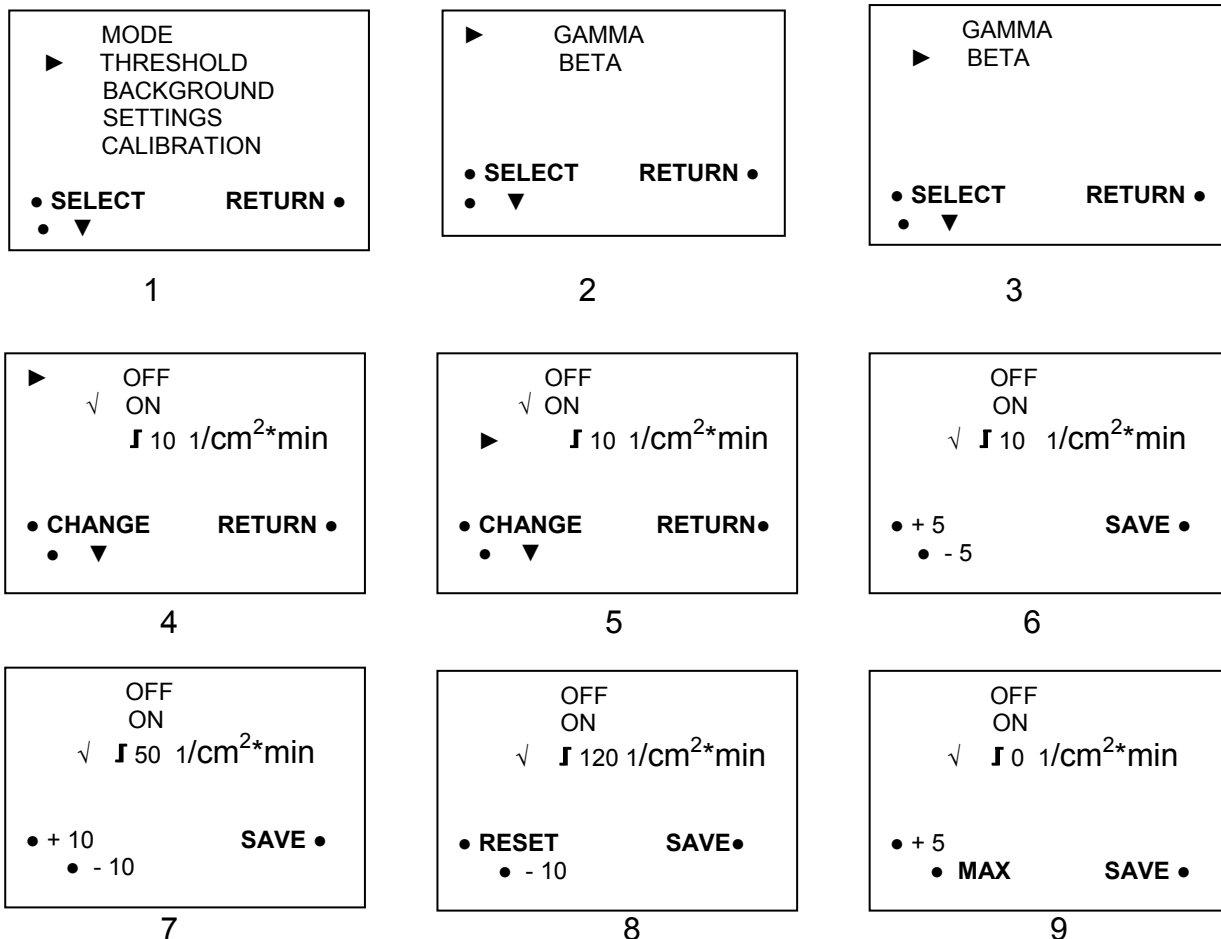 MODE
► THRESHOLD
BACKGROUND
SETTINGS
CALIBRATION
● SELECT RETURN ●
● ▼
1
► GAMMA
BETA
● SELECT RETURN ●
● ▼
2
GAMMA
► BETA
● SELECT RETURN ●
● ▼
3
► OFF
√ ON
⌠ 10 1/cm²*min
● CHANGE RETURN ●
● ▼
4
OFF
√ ON
► ⌠ 10 1/cm²*min
● CHANGE RETURN●
● ▼
5
OFF
ON
√ ⌠ 10 1/cm²*min
● + 5 SAVE ●
● - 5
6
OFF
ON
√ ⌠ 50 1/cm²*min
● + 10 SAVE ●
● - 10
7
OFF
ON
√ ⌠ 120 1/cm²*min
● RESET SAVE●
● - 10
8
OFF
ON
√ ⌠ 0 1/cm²*min
● + 5
● MAX SAVE ●
9